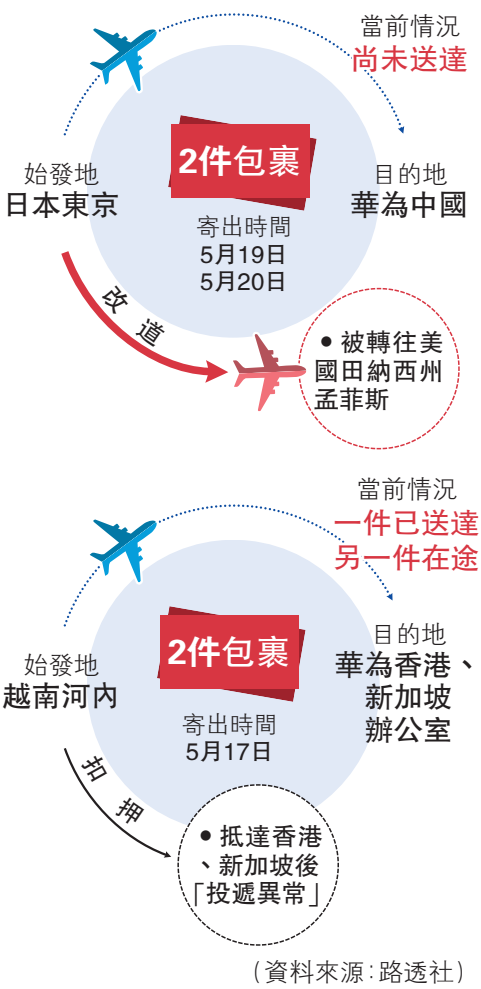 當前情況
尚未送達
2件包裹
始發地
日本東京
目的地
華為中國
寄出時間
5月19日
5月20日
改道
• 被轉往美
國田納西州
孟菲斯
當前情況
一件已送達
另一件在途
2件包裹
始發地
越南河內
目的地
華為香港、
新加坡
辦公室
寄出時間
5月17日
扣押
• 抵達香港
、新加坡後
「投遞異常」
(資料來源:路透社)